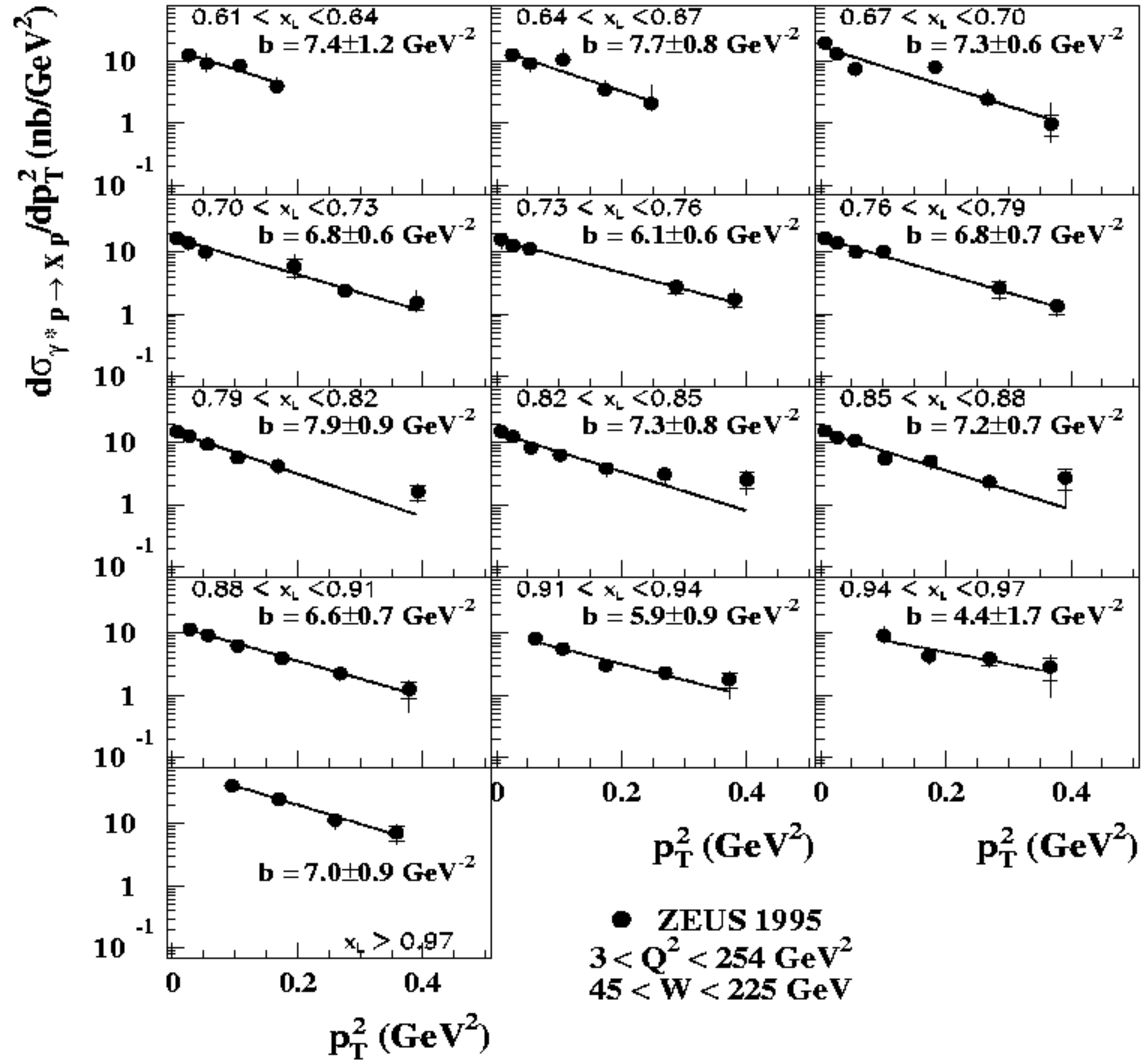 dσγ*p → Xp/dp_T^2 (nb/GeV^2)
0.61 < x_L <0.64
b = 7.4±1.2 GeV^-2
0.64 < x_L <0.67
b = 7.7±0.8 GeV^-2
0.67 < x_L <0.70
b = 7.3±0.6 GeV^-2
10
1
10^-1
0.70 < x_L <0.73
b = 6.8±0.6 GeV^-2
0.73 < x_L <0.76
b = 6.1±0.6 GeV^-2
0.76 < x_L <0.79
b = 6.8±0.7 GeV^-2
10
1
10^-1
0.79 < x_L <0.82
b = 7.9±0.9 GeV^-2
0.82 < x_L <0.85
b = 7.3±0.8 GeV^-2
0.85 < x_L <0.88
b = 7.2±0.7 GeV^-2
10
1
10^-1
0.88 < x_L <0.91
b = 6.6±0.7 GeV^-2
0.91 < x_L <0.94
b = 5.9±0.9 GeV^-2
0.94 < x_L <0.97
b = 4.4±1.7 GeV^-2
10
1
10^-1
0 0.2 0.4
p_T^2 (GeV^2)
0 0.2 0.4
p_T^2 (GeV^2)
10
1
10^-1
b = 7.0±0.9 GeV^-2
x_L > 0.97
0 0.2 0.4
p_T^2 (GeV^2)
● ZEUS 1995
3 < Q^2 < 254 GeV^2
45 < W < 225 GeV